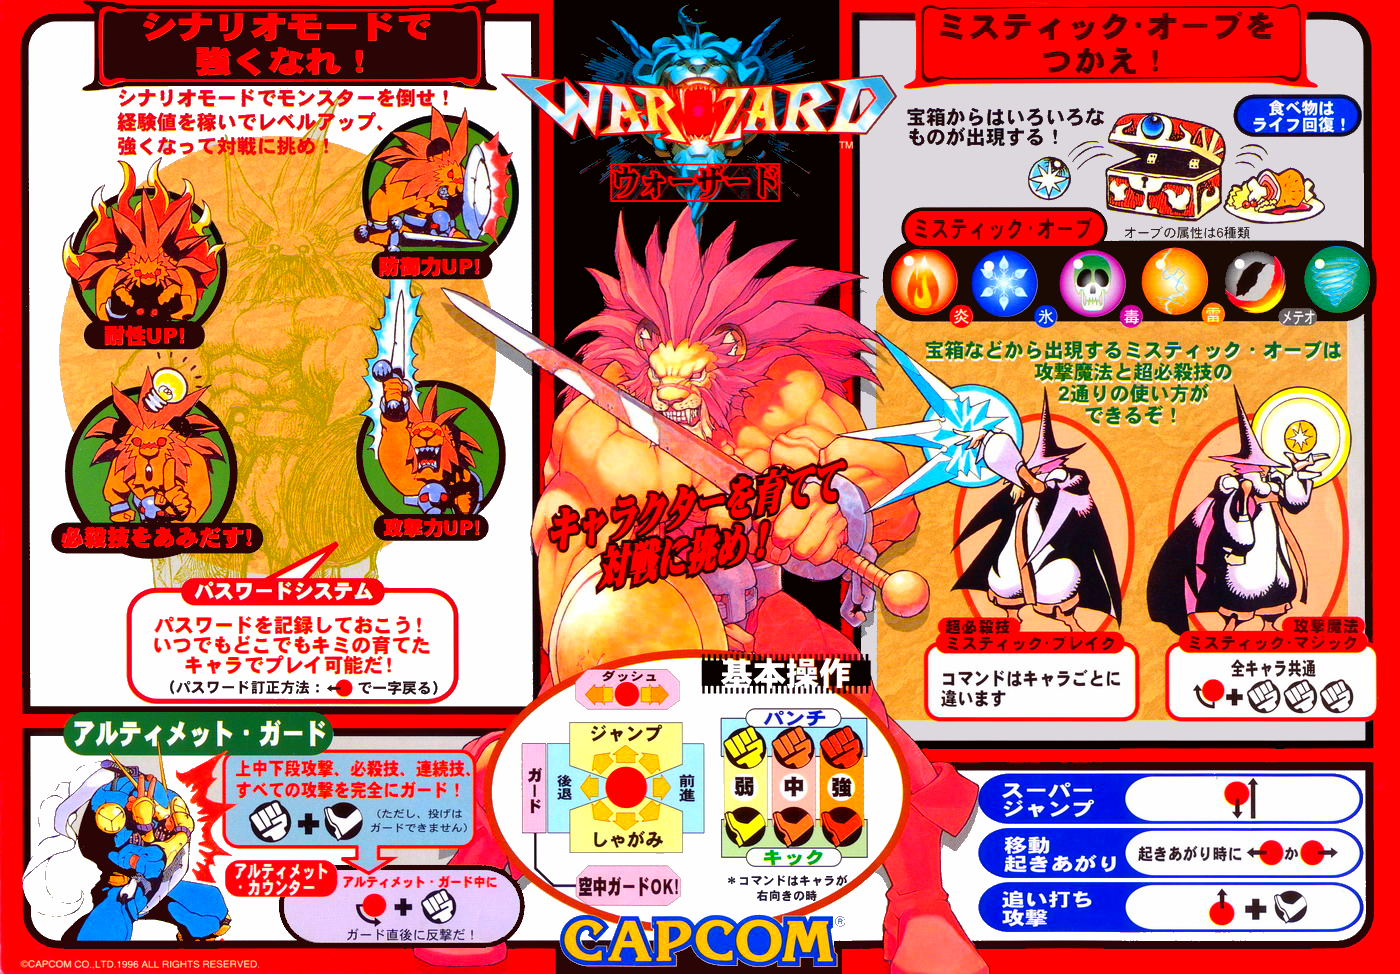 シナリオモードで
強くなれ！
シナリオモードでモンスターを倒せ！
経験値を稼いでレベルアップ、
強くなって対戦に挑め！
耐性UP!
防御力UP!
必殺技をあみだす!
攻撃力UP!
パスワードシステム
パスワードを記録しておこう！
いつでもどこでもキミの育てた
キャラでプレイ可能だ！
（パスワード訂正方法：←●で一字戻る）
アルティメット・ガード
上中下段攻撃、必殺技、連続技、
すべての攻撃を完全にガード！
＋
（ただし、投げは
ガードできません）
アルティメット
・カウンター
アルティメット・ガード中に
＋
ガード直後に反撃だ！
©CAPCOM CO.,LTD.1996 ALL RIGHTS RESERVED.
WARZARD
TM
ウォーザード
キャラクターを育てて
対戦に挑め！
基本操作
ダッシュ
ジャンプ
ガード
後退
前進
しゃがみ
空中ガードOK!
パンチ
弱
中
強
キック
＊コマンドはキャラが
右向きの時
CAPCOM®
ミスティック・オーブを
つかえ！
宝箱からはいろいろな
ものが出現する！
食べ物は
ライフ回復！
オーブの属性は6種類
ミスティック・オーブ
炎
氷
毒
雷
メテオ
宝箱などから出現するミスティック・オーブは
攻撃魔法と超必殺技の
2通りの使い方が
できるぞ！
超必殺技
ミスティック・ブレイク
コマンドはキャラごとに
違います
攻撃魔法
ミスティック・マジック
全キャラ共通
＋
スーパー
ジャンプ
移動
起きあがり
起きあがり時に←●か●→
追い打ち
攻撃
＋